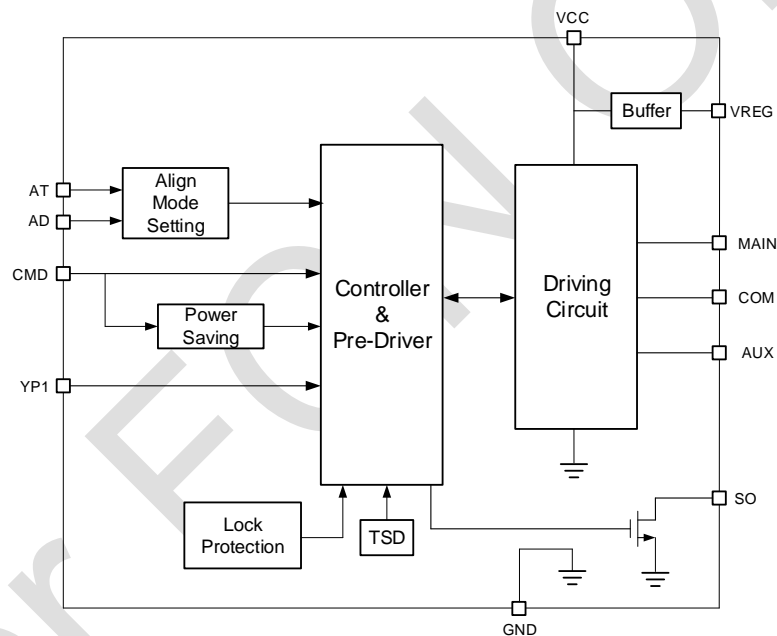 VCC
Buffer
VREG
AT
Align
Mode
Setting
AD
MAIN
CMD
Controller
&
Pre-Driver
Driving
Circuit
COM
Power
Saving
AUX
YP1
SO
Lock
Protection
TSD
GND